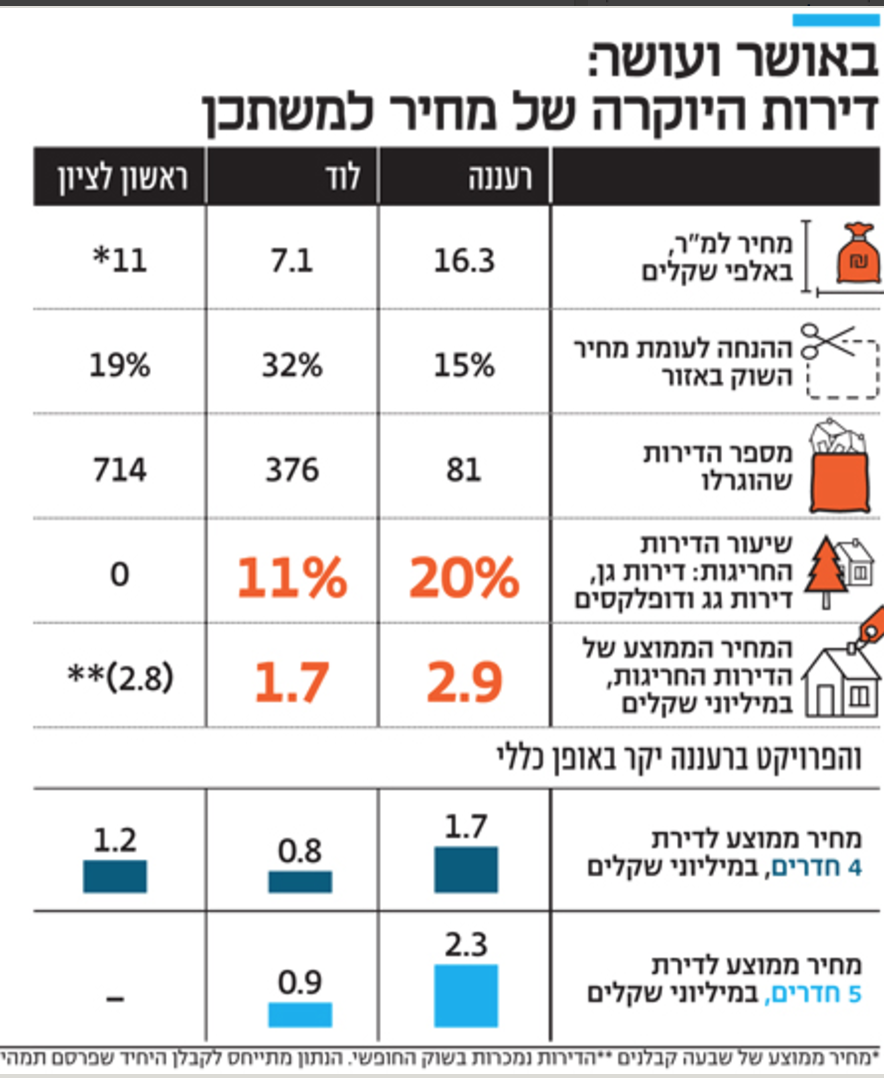 באושר ועושר:
דירות היוקרה של מחיר למשתכן
רעננה לוד ראשון לציון
₪
מחיר למ״ר,
באלפי שקלים
16.3 7.1 11*
ההנחה לעומת מחיר
השוק באזור
15% 32% 19%
מספר הדירות
שהוגרלו
81 376 714
שיעור הדירות
החריגות: דירות גן,
דירות גג ודופלקסים
20% 11% 0
המחיר הממוצע של
הדירות החריגות,
במיליוני שקלים
2.9 1.7 (2.8)**
והפרויקט ברעננה יקר באופן כללי
מחיר ממוצע לדירת
4 חדרים, במיליוני שקלים
1.7 0.8 1.2
מחיר ממוצע לדירת
5 חדרים, במיליוני שקלים
2.3 0.9 –
*מחיר ממוצע של שבעה קבלנים **הדירות נמכרות בשוק החופשי. הנתון מתייחס לקבלן היחיד שפרסם